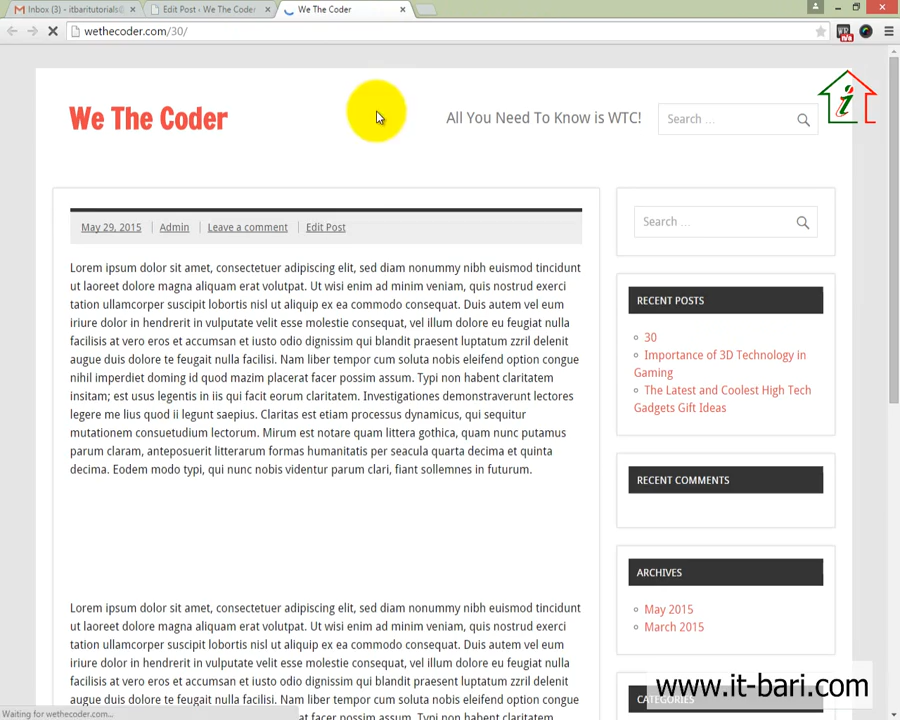 Inbox (3) - itbaritutorials@
Edit Post ‹ We The Coder
We The Coder
wethecoder.com/30/
We The Coder
All You Need To Know is WTC!
Search …
May 29, 2015
Admin
Leave a comment
Edit Post
Lorem ipsum dolor sit amet, consectetuer adipiscing elit, sed diam nonummy nibh euismod tincidunt
ut laoreet dolore magna aliquam erat volutpat. Ut wisi enim ad minim veniam, quis nostrud exerci
tation ullamcorper suscipit lobortis nisl ut aliquip ex ea commodo consequat. Duis autem vel eum
iriure dolor in hendrerit in vulputate velit esse molestie consequat, vel illum dolore eu feugiat nulla
facilisis at vero eros et accumsan et iusto odio dignissim qui blandit praesent luptatum zzril delenit
augue duis dolore te feugait nulla facilisi. Nam liber tempor cum soluta nobis eleifend option congue
nihil imperdiet doming id quod mazim placerat facer possim assum. Typi non habent claritatem
insitam; est usus legentis in iis qui facit eorum claritatem. Investigationes demonstraverunt lectores
legere me lius quod ii legunt saepius. Claritas est etiam processus dynamicus, qui sequitur
mutationem consuetudium lectorum. Mirum est notare quam littera gothica, quam nunc putamus
parum claram, anteposuerit litterarum formas humanitatis per seacula quarta decima et quinta
decima. Eodem modo typi, qui nunc nobis videntur parum clari, fiant sollemnes in futurum.
Lorem ipsum dolor sit amet, consectetuer adipiscing elit, sed diam nonummy nibh euismod tincidunt
ut laoreet dolore magna aliquam erat volutpat. Ut wisi enim ad minim veniam, quis nostrud exerci
tation ullamcorper suscipit lobortis nisl ut aliquip ex ea commodo consequat. Duis autem vel eum
iriure dolor in hendrerit in vulputate velit esse molestie consequat, vel illum dolore eu feugiat nulla
facilisis at vero eros et accumsan et iusto odio dignissim qui blandit praesent luptatum zzril delenit
augue duis dolore te feugait nulla facilisi. Nam liber tempor cum soluta nobis eleifend option congue
Search …
RECENT POSTS
30
Importance of 3D Technology in
Gaming
The Latest and Coolest High Tech
Gadgets Gift Ideas
RECENT COMMENTS
ARCHIVES
May 2015
March 2015
CATEGORIES
www.it-bari.com
Waiting for wethecoder.com...